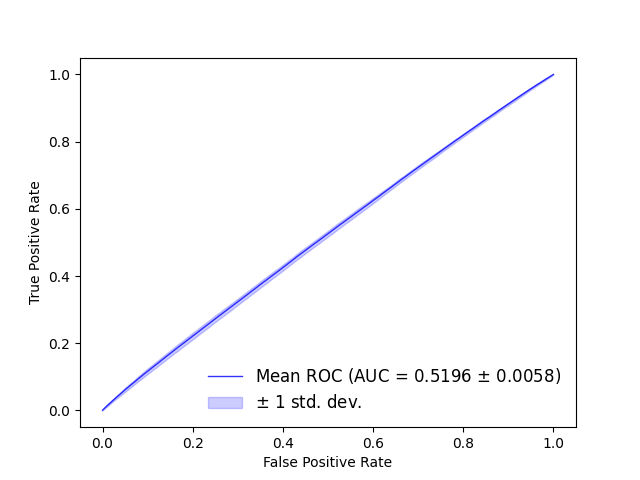 1.0
0.8
0.6
0.4
0.2
0.0
True Positive Rate
Mean ROC (AUC = 0.5196 ± 0.0058)
± 1 std. dev.
0.0 0.2 0.4 0.6 0.8 1.0
False Positive Rate